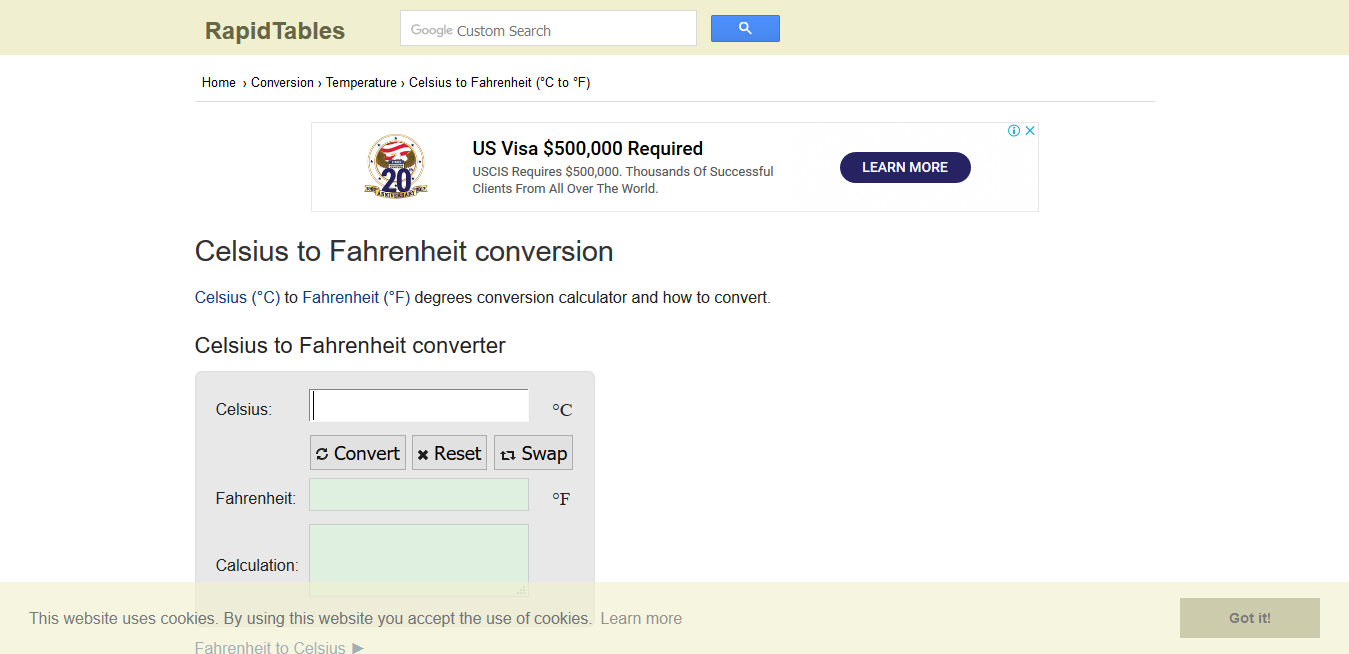 RapidTables
Google Custom Search
Home › Conversion › Temperature › Celsius to Fahrenheit (°C to °F)
US Visa $500,000 Required
USCIS Requires $500,000. Thousands Of Successful
Clients From All Over The World.
LEARN MORE
20
ANNIVERSARY
Celsius to Fahrenheit conversion
Celsius (°C) to Fahrenheit (°F) degrees conversion calculator and how to convert.
Celsius to Fahrenheit converter
Celsius: °C
Convert Reset Swap
Fahrenheit: °F
Calculation:
This website uses cookies. By using this website you accept the use of cookies. Learn more
Got it!
Fahrenheit to Celsius ►